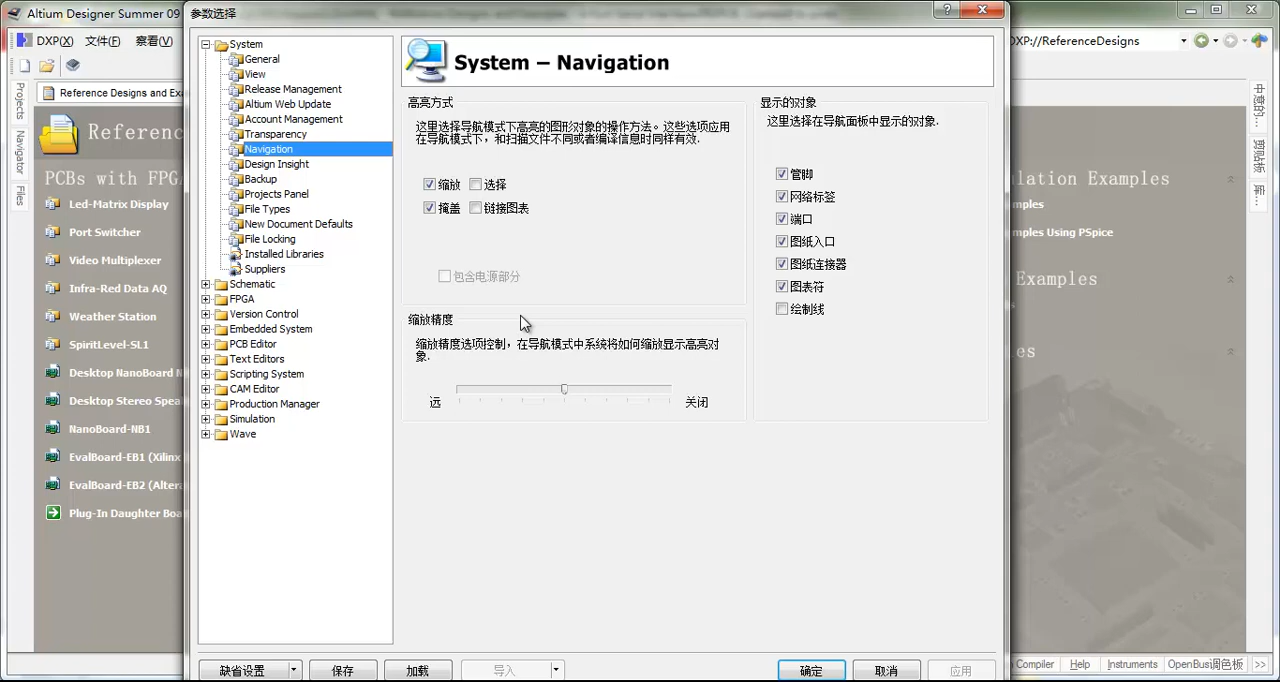 Altium Designer Summer 09
参数选择
DXP(X) 文件(F) 察看(V)
DXP://ReferenceDesigns
Projects
Navigator
Files
Reference Designs and Exa
Referenc
PCBs with FPGA
Led-Matrix Display
Port Switcher
Video Multiplexer
Infra-Red Data AQ
Weather Station
SpiritLevel-SL1
Desktop NanoBoard N
Desktop Stereo Spea
NanoBoard-NB1
EvalBoard-EB1 (Xilinx
EvalBoard-EB2 (Altera
Plug-In Daughter Boa
System
General
View
Release Management
Altium Web Update
Account Management
Transparency
Navigation
Design Insight
Backup
Projects Panel
File Types
New Document Defaults
File Locking
Installed Libraries
Suppliers
Schematic
FPGA
Version Control
Embedded System
PCB Editor
Text Editors
Scripting System
CAM Editor
Production Manager
Simulation
Wave
System – Navigation
高亮方式
这里选择导航模式下高亮的图形对象的操作方法。这些选项应用
在导航模式下，和扫描文件不同或者编译信息时同样有效.
缩放 选择
掩盖 链接图表
包含电源部分
缩放精度
缩放精度选项控制，在导航模式中系统将如何缩放显示高亮对
象.
远 关闭
显示的对象
这里选择在导航面板中显示的对象.
管脚
网络标签
端口
图纸入口
图纸连接器
图表符
绘制线
缺省设置 保存 加载 导入 确定 取消 应用
ulation Examples
mples
mples Using PSpice
Examples
es
中意的...
剪贴板
库...
Compiler Help Instruments OpenBus调色板 >>